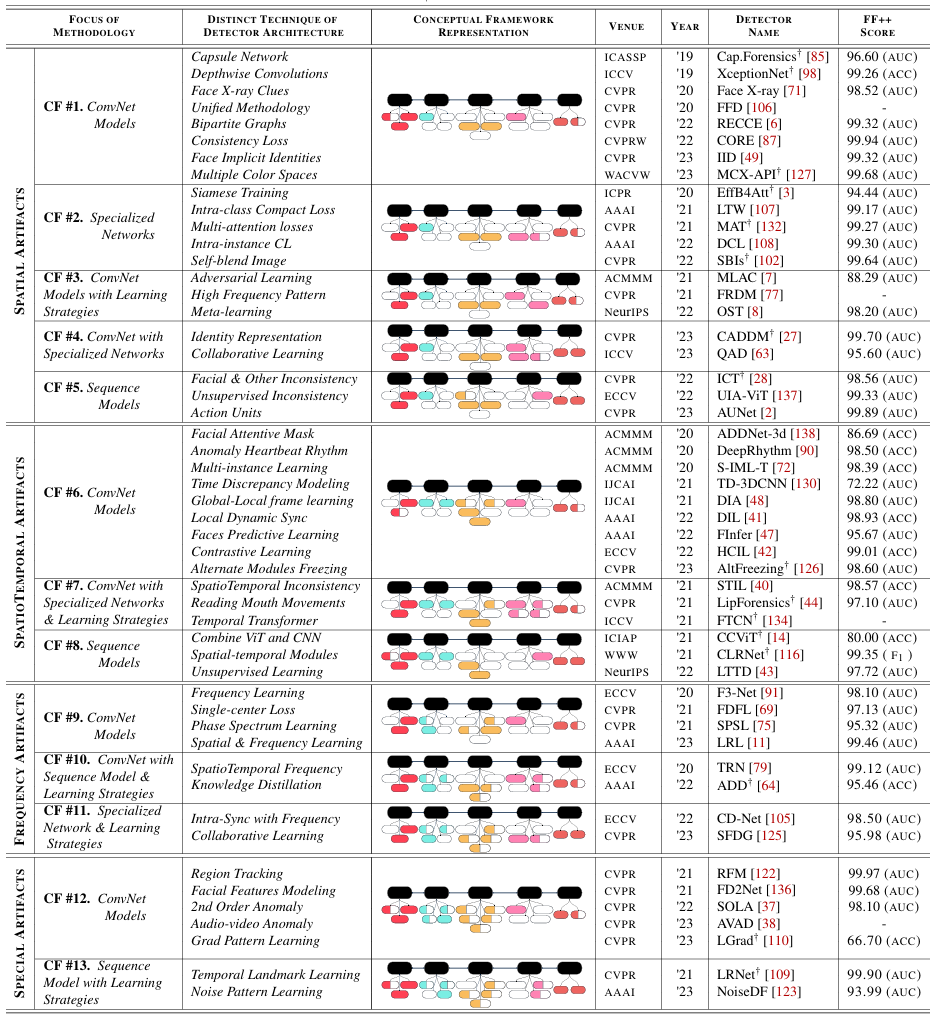 FOCUS OF METHODOLOGY | DISTINCT TECHNIQUE OF DETECTOR ARCHITECTURE | CONCEPTUAL FRAMEWORK REPRESENTATION | VENUE | YEAR | DETECTOR NAME | FF++ SCORE
SPATIAL ARTIFACTS
CF #1. ConvNet Models
Capsule Network | ICASSP | '19 | Cap.Forensics† [85] | 96.60 (AUC)
Depthwise Convolutions | ICCV | '19 | XceptionNet† [98] | 99.26 (ACC)
Face X-ray Clues | CVPR | '20 | Face X-ray [71] | 98.52 (AUC)
Unified Methodology | CVPR | '20 | FFD [106] | -
Bipartite Graphs | CVPR | '22 | RECCE [6] | 99.32 (AUC)
Consistency Loss | CVPRW | '22 | CORE [87] | 99.94 (AUC)
Face Implicit Identities | CVPR | '23 | IID [49] | 99.32 (AUC)
Multiple Color Spaces | WACVW | '23 | MCX-API† [127] | 99.68 (AUC)
CF #2. Specialized Networks
Siamese Training | ICPR | '20 | EffB4Att† [3] | 94.44 (AUC)
Intra-class Compact Loss | AAAI | '21 | LTW [107] | 99.17 (AUC)
Multi-attention losses | CVPR | '21 | MAT† [132] | 99.27 (AUC)
Intra-instance CL | AAAI | '22 | DCL [108] | 99.30 (AUC)
Self-blend Image | CVPR | '22 | SBIs† [102] | 99.64 (AUC)
CF #3. ConvNet Models with Learning Strategies
Adversarial Learning | ACMMM | '21 | MLAC [7] | 88.29 (AUC)
High Frequency Pattern | CVPR | '21 | FRDM [77] | -
Meta-learning | NeurIPS | '22 | OST [8] | 98.20 (AUC)
CF #4. ConvNet with Specialized Networks
Identity Representation | CVPR | '23 | CADDM† [27] | 99.70 (AUC)
Collaborative Learning | ICCV | '23 | QAD [63] | 95.60 (AUC)
CF #5. Sequence Models
Facial & Other Inconsistency | CVPR | '22 | ICT† [28] | 98.56 (AUC)
Unsupervised Inconsistency | ECCV | '22 | UIA-ViT [137] | 99.33 (AUC)
Action Units | CVPR | '23 | AUNet [2] | 99.89 (AUC)
SPATIOTEMPORAL ARTIFACTS
CF #6. ConvNet Models
Facial Attentive Mask | ACMMM | '20 | ADDNet-3d [138] | 86.69 (ACC)
Anomaly Heartbeat Rhythm | ACMMM | '20 | DeepRhythm [90] | 98.50 (ACC)
Multi-instance Learning | ACMMM | '20 | S-IML-T [72] | 98.39 (ACC)
Time Discrepancy Modeling | IJCAI | '21 | TD-3DCNN [130] | 72.22 (AUC)
Global-Local frame learning | IJCAI | '21 | DIA [48] | 98.80 (AUC)
Local Dynamic Sync | AAAI | '22 | DIL [41] | 98.93 (ACC)
Faces Predictive Learning | AAAI | '22 | FInfer [47] | 95.67 (AUC)
Contrastive Learning | ECCV | '22 | HCIL [42] | 99.01 (ACC)
Alternate Modules Freezing | CVPR | '23 | AltFreezing† [126] | 98.60 (AUC)
CF #7. ConvNet with Specialized Networks & Learning Strategies
SpatioTemporal Inconsistency | ACMMM | '21 | STIL [40] | 98.57 (ACC)
Reading Mouth Movements | CVPR | '21 | LipForensics† [44] | 97.10 (AUC)
Temporal Transformer | ICCV | '21 | FTCN† [134] | -
CF #8. Sequence Models
Combine ViT and CNN | ICIAP | '21 | CCViT† [14] | 80.00 (ACC)
Spatial-temporal Modules | WWW | '21 | CLRNet† [116] | 99.35 (F1)
Unsupervised Learning | NeurIPS | '22 | LTTD [43] | 97.72 (AUC)
FREQUENCY ARTIFACTS
CF #9. ConvNet Models
Frequency Learning | ECCV | '20 | F3-Net [91] | 98.10 (AUC)
Single-center Loss | CVPR | '21 | FDFL [69] | 97.13 (AUC)
Phase Spectrum Learning | CVPR | '21 | SPSL [75] | 95.32 (AUC)
Spatial & Frequency Learning | AAAI | '23 | LRL [11] | 99.46 (AUC)
CF #10. ConvNet with Sequence Model & Learning Strategies
SpatioTemporal Frequency | ECCV | '20 | TRN [79] | 99.12 (AUC)
Knowledge Distillation | AAAI | '22 | ADD† [64] | 95.46 (ACC)
CF #11. Specialized Network & Learning Strategies
Intra-Sync with Frequency | ECCV | '22 | CD-Net [105] | 98.50 (AUC)
Collaborative Learning | CVPR | '23 | SFDG [125] | 95.98 (AUC)
SPECIAL ARTIFACTS
CF #12. ConvNet Models
Region Tracking | CVPR | '21 | RFM [122] | 99.97 (AUC)
Facial Features Modeling | CVPR | '21 | FD2Net [136] | 99.68 (AUC)
2nd Order Anomaly | CVPR | '22 | SOLA [37] | 98.10 (AUC)
Audio-video Anomaly | CVPR | '23 | AVAD [38] | -
Grad Pattern Learning | CVPR | '23 | LGrad† [110] | 66.70 (ACC)
CF #13. Sequence Model with Learning Strategies
Temporal Landmark Learning | CVPR | '21 | LRNet† [109] | 99.90 (AUC)
Noise Pattern Learning | AAAI | '23 | NoiseDF [123] | 93.99 (AUC)